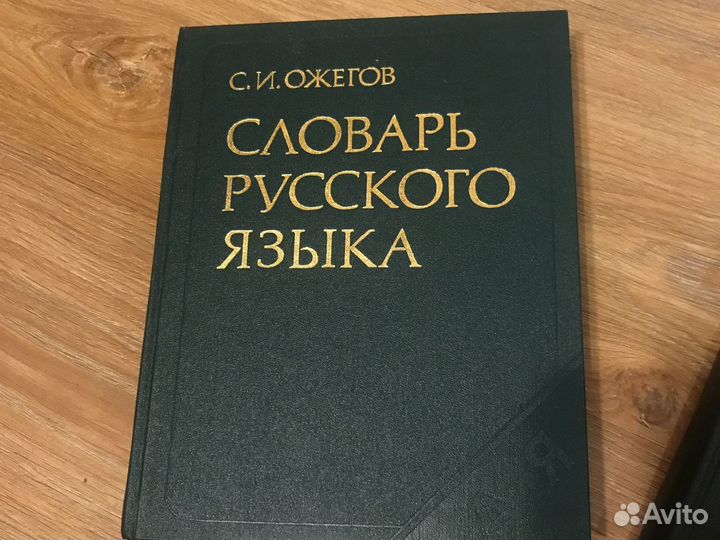 С. И. ОЖЕГОВ
СЛОВАРЬ
РУССКОГО
ЯЗЫКА
Я
Avito